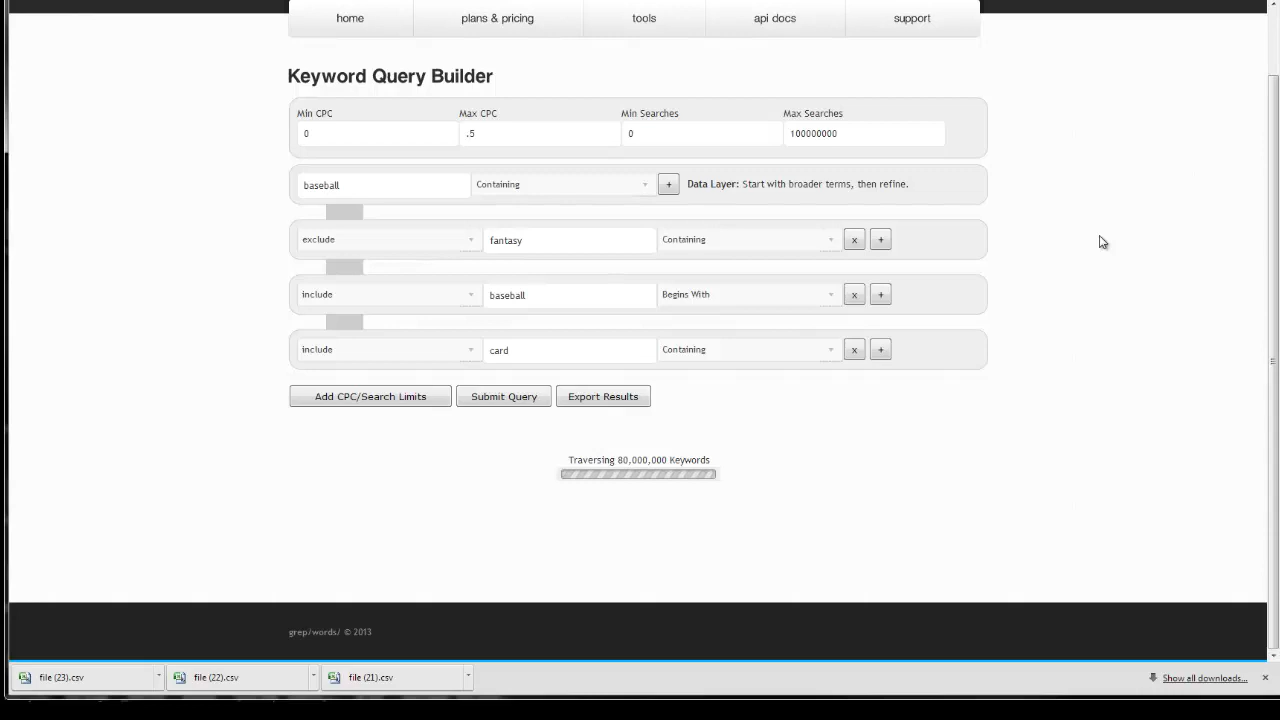 home plans & pricing tools api docs support
Keyword Query Builder
Min CPC Max CPC Min Searches Max Searches
0 .5 0 100000000
baseball Containing + Data Layer: Start with broader terms, then refine.
exclude fantasy Containing x +
include baseball Begins With x +
include card Containing x +
Add CPC/Search Limits Submit Query Export Results
Traversing 80,000,000 Keywords
grep/words/ © 2013
file (23).csv file (22).csv file (21).csv Show all downloads... ×